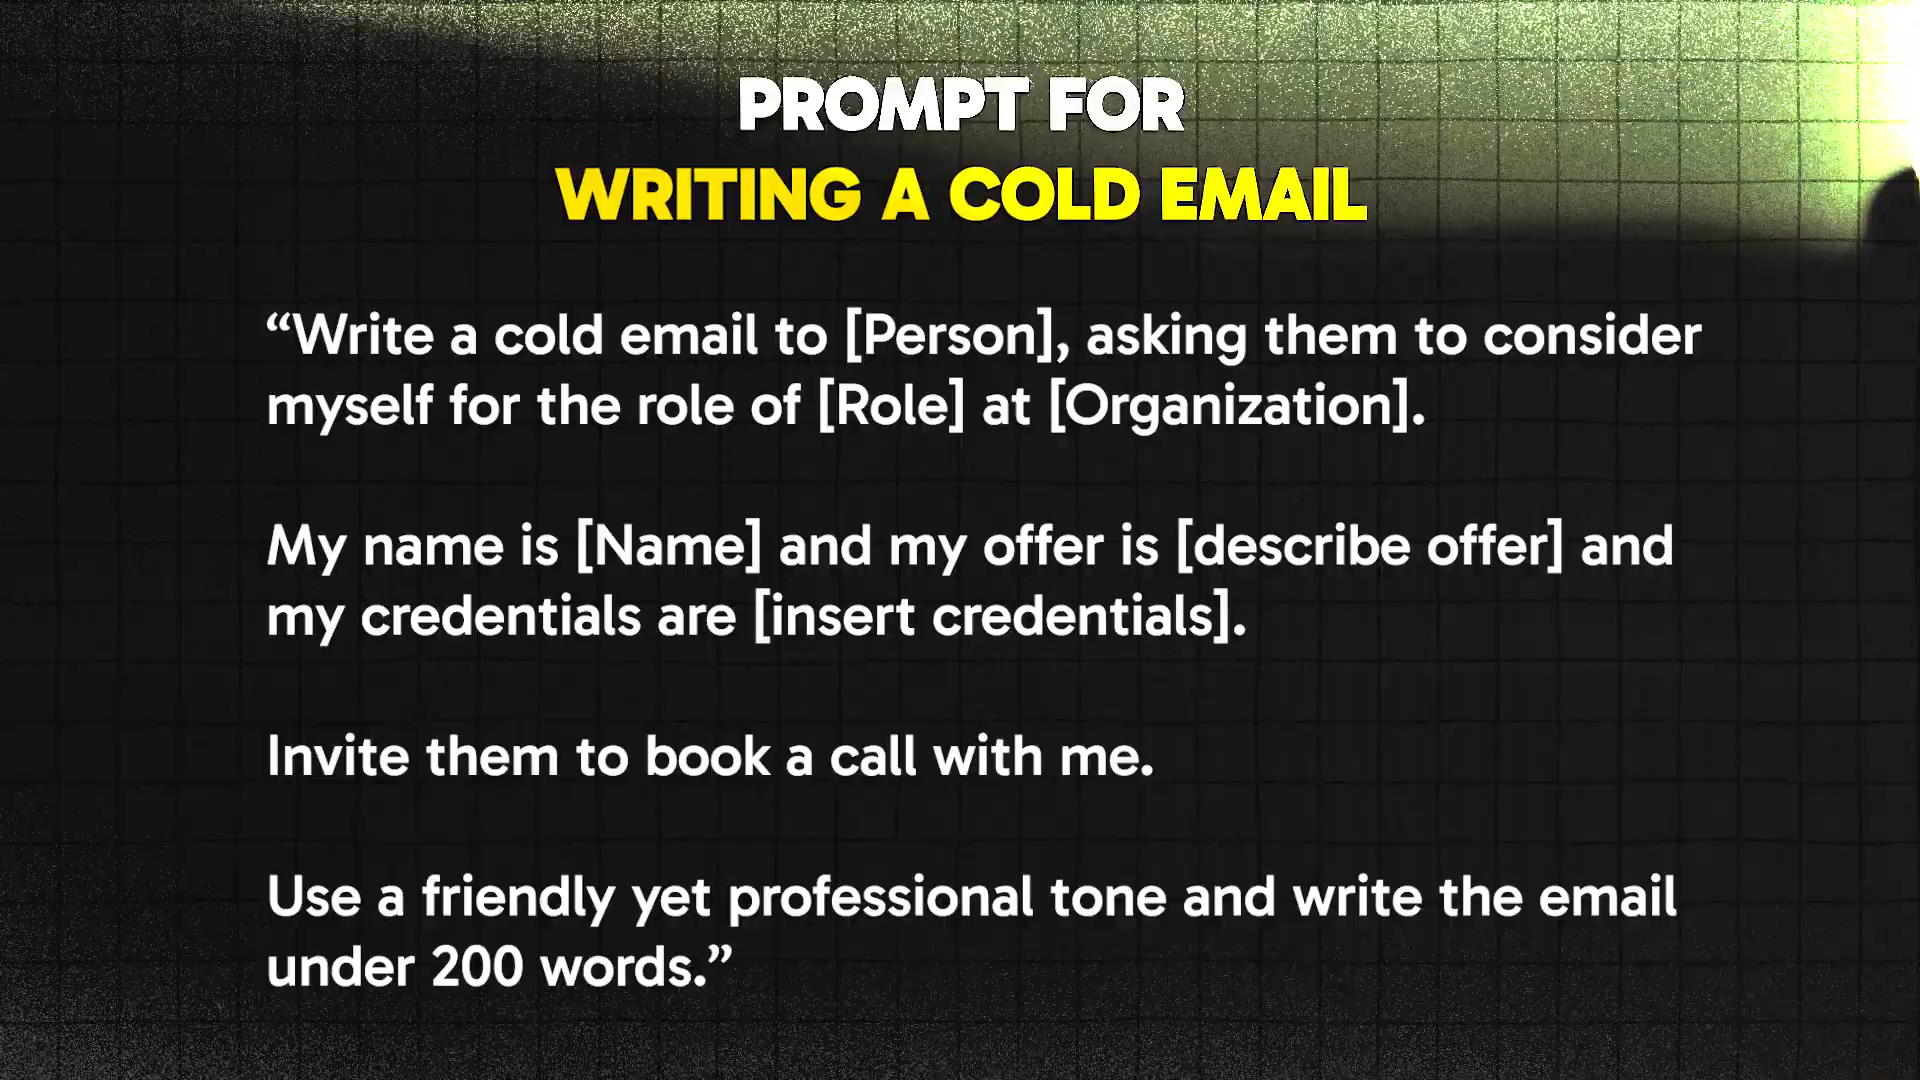 PROMPT FOR
WRITING A COLD EMAIL
“Write a cold email to [Person], asking them to consider
myself for the role of [Role] at [Organization].
My name is [Name] and my offer is [describe offer] and
my credentials are [insert credentials].
Invite them to book a call with me.
Use a friendly yet professional tone and write the email
under 200 words.”